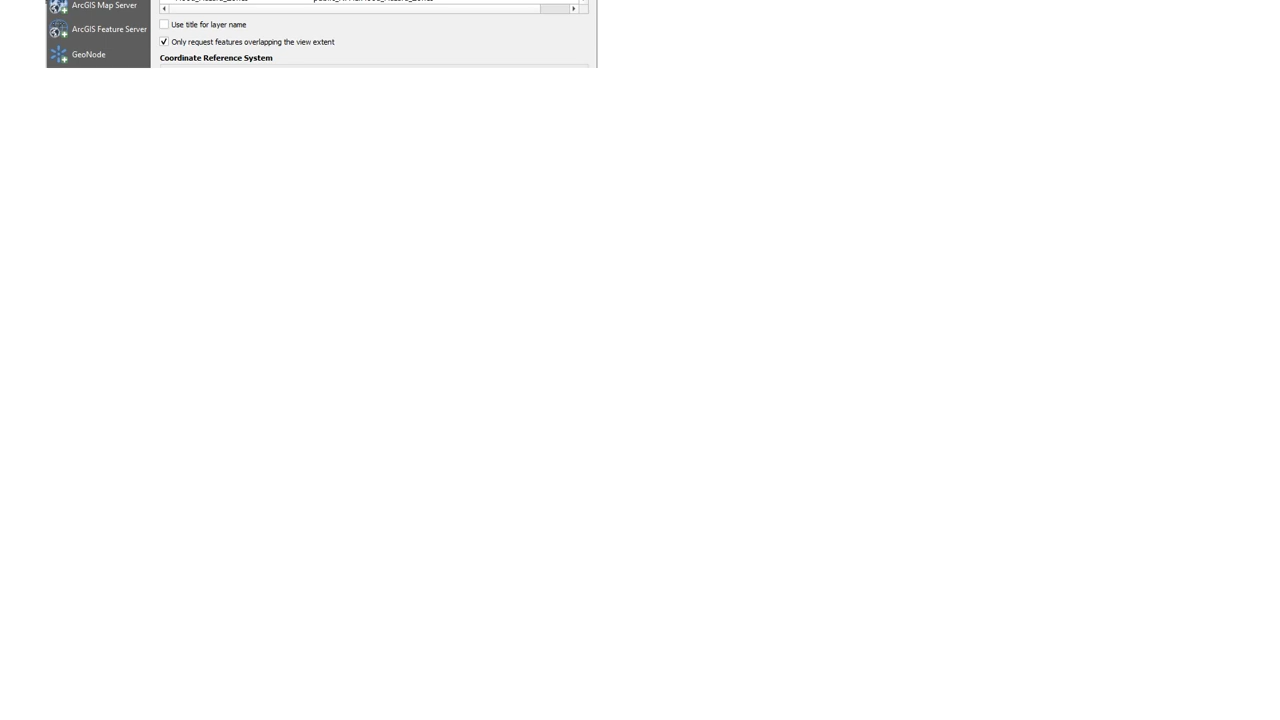 ArcGIS Map Server
Use title for layer name
ArcGIS Feature Server
Only request features overlapping the view extent
GeoNode
Coordinate Reference System